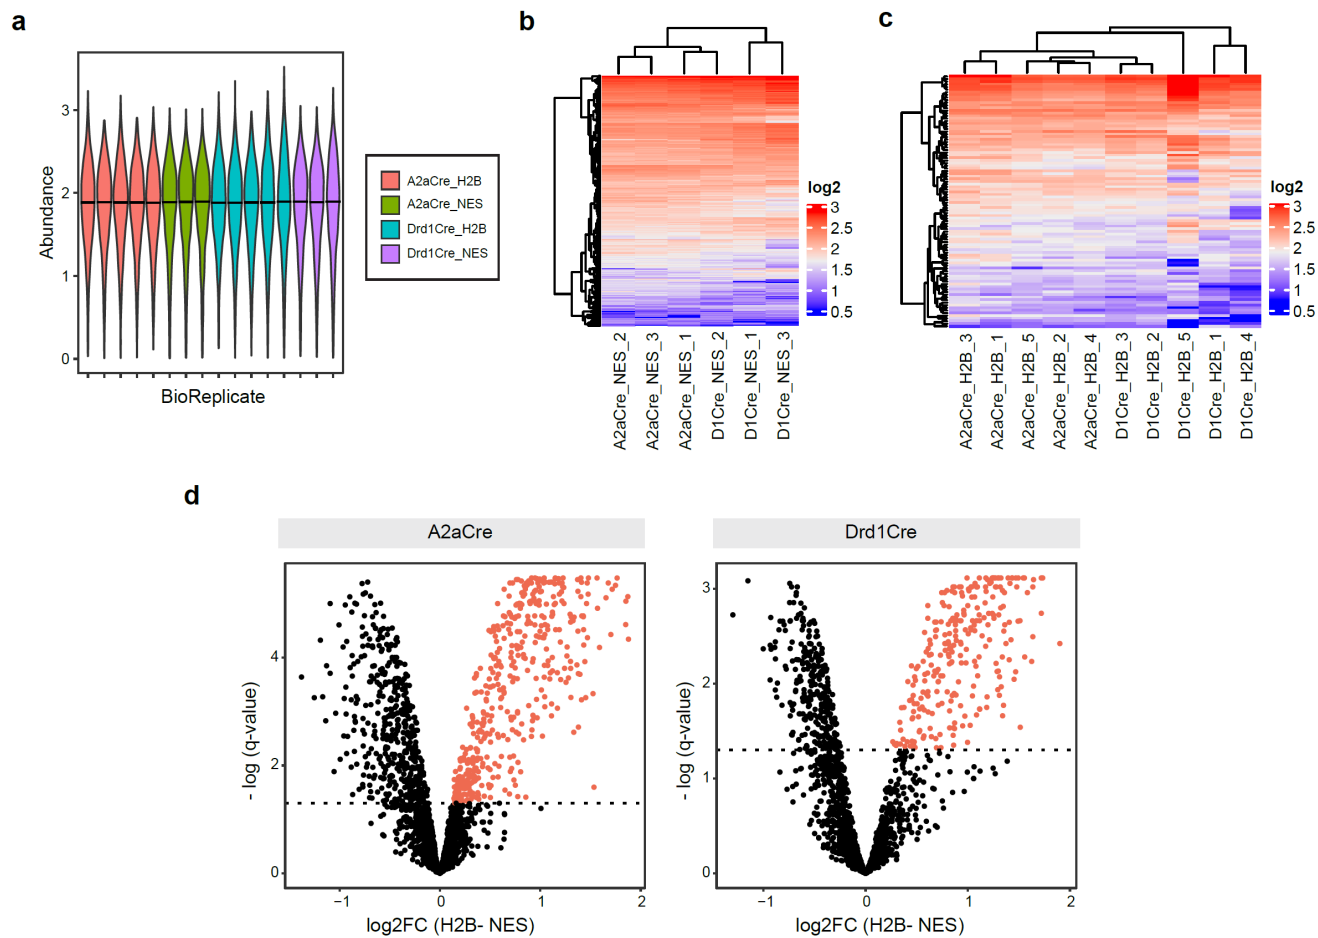 a
3
2
1
0
Abundance
BioReplicate
A2aCre_H2B
A2aCre_NES
Drd1Cre_H2B
Drd1Cre_NES
b
A2aCre_NES_2
A2aCre_NES_3
A2aCre_NES_1
D1Cre_NES_2
D1Cre_NES_1
D1Cre_NES_3
log2
3
2.5
2
1.5
1
0.5
c
A2aCre_H2B_3
A2aCre_H2B_1
A2aCre_H2B_5
A2aCre_H2B_2
A2aCre_H2B_4
D1Cre_H2B_3
D1Cre_H2B_2
D1Cre_H2B_5
D1Cre_H2B_1
D1Cre_H2B_4
log2
3
2.5
2
1.5
1
0.5
d
A2aCre
4
2
0
- log (q-value)
−1
0
1
2
log2FC (H2B- NES)
Drd1Cre
3
2
1
0
- log (q-value)
−1
0
1
2
log2FC (H2B- NES)